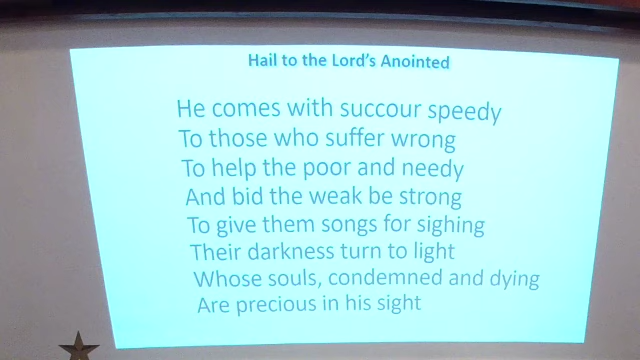 Hail to the Lord's Anointed
He comes with succour speedy
To those who suffer wrong
To help the poor and needy
And bid the weak be strong
To give them songs for sighing
Their darkness turn to light
Whose souls, condemned and dying
Are precious in his sight